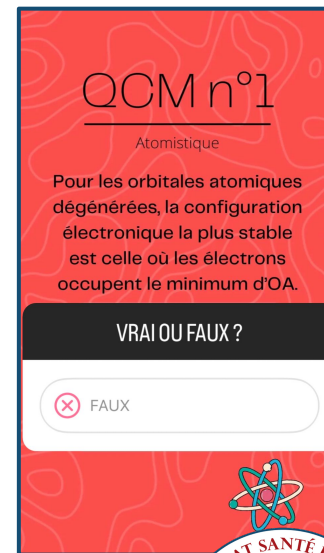 QCM n°1
Atomistique
Pour les orbitales atomiques
dégénérées, la configuration
électronique la plus stable
est celle où les électrons
occupent le minimum d'OA.
VRAI OU FAUX ?
FAUX
SANTÉ